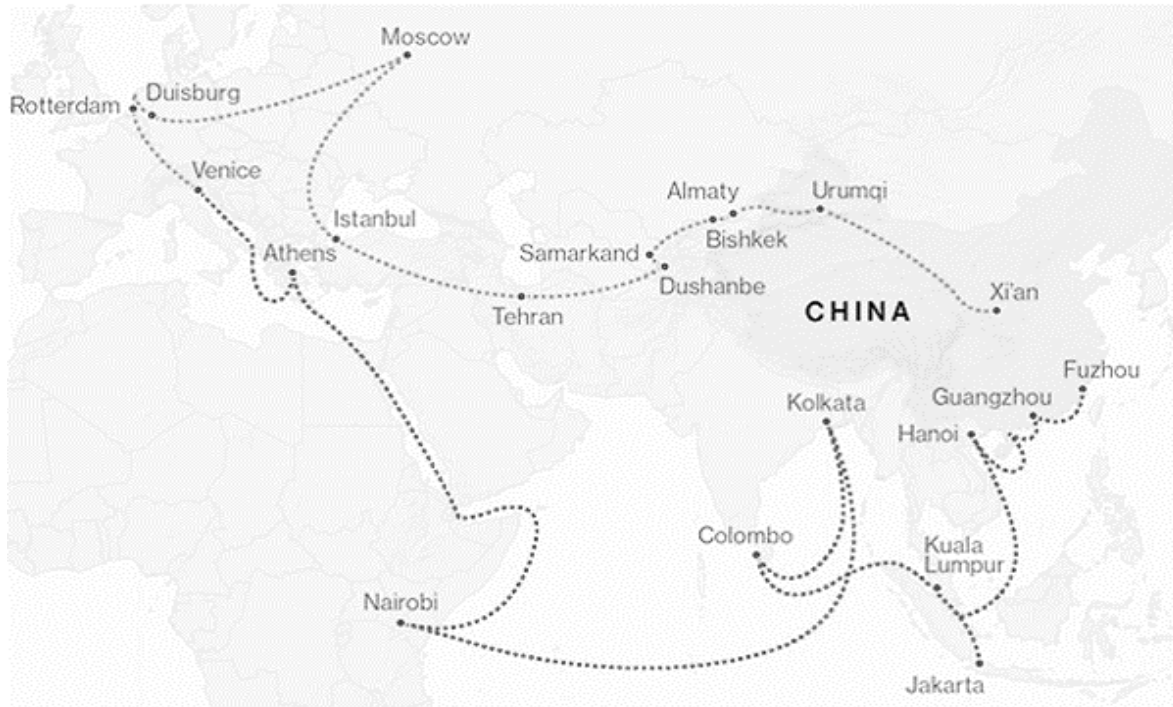 Moscow
Duisburg
Rotterdam
Venice
Almaty
Urumqi
Istanbul
Bishkek
Athens
Samarkand
Dushanbe
Xi'an
CHINA
Tehran
Fuzhou
Kolkata
Guangzhou
Hanoi
Colombo
Kuala
Lumpur
Nairobi
Jakarta